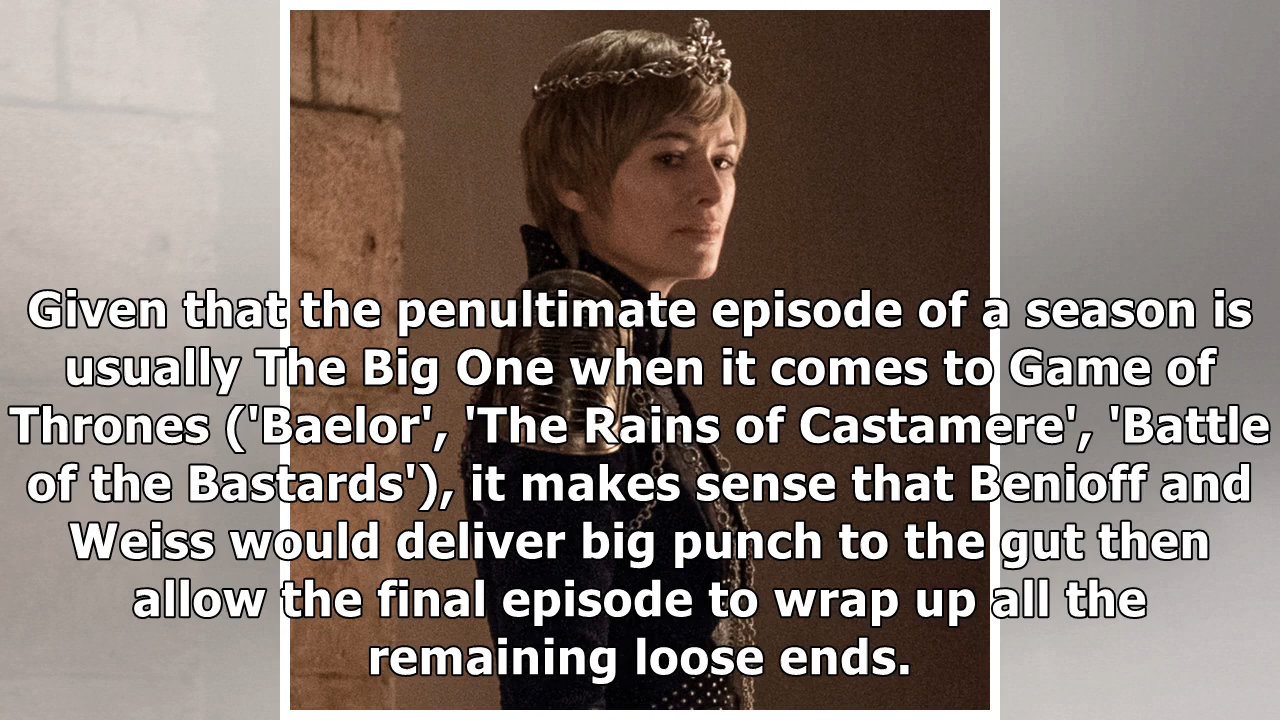 Given that the penultimate episode of a season is
usually The Big One when it comes to Game of
Thrones ('Baelor', 'The Rains of Castamere', 'Battle
of the Bastards'), it makes sense that Benioff and
Weiss would deliver big punch to the gut then
allow the final episode to wrap up all the
remaining loose ends.